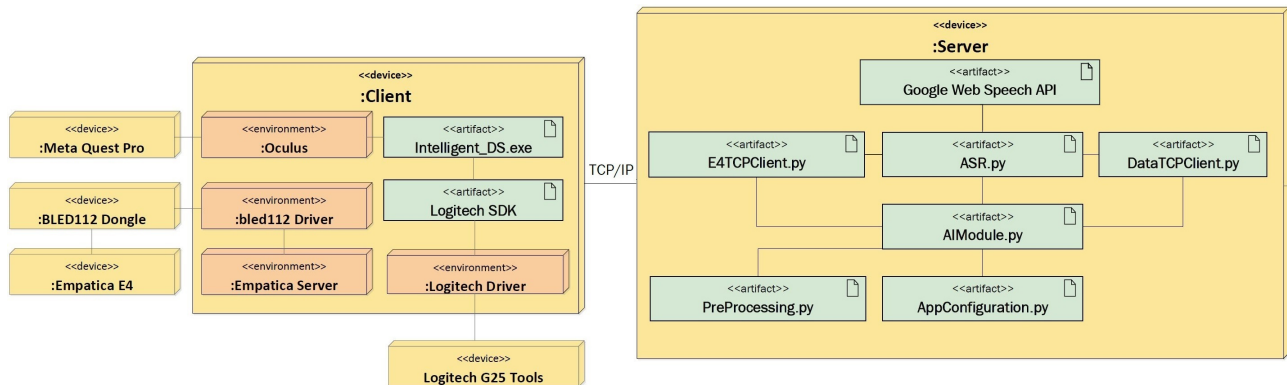 <<device>>
:Server
<<artifact>>
Google Web Speech API
<<device>>
:Client
<<device>>
:Meta Quest Pro
<<environment>>
:Oculus
<<artifact>>
Intelligent_DS.exe
<<artifact>>
E4TCPClient.py
<<artifact>>
ASR.py
<<artifact>>
DataTCPClient.py
TCP/IP
<<device>>
:BLED112 Dongle
<<environment>>
:bled112 Driver
<<artifact>>
Logitech SDK
<<artifact>>
AIModule.py
<<device>>
:Empatica E4
<<environment>>
:Empatica Server
<<environment>>
:Logitech Driver
<<artifact>>
PreProcessing.py
<<artifact>>
AppConfiguration.py
<<device>>
Logitech G25 Tools